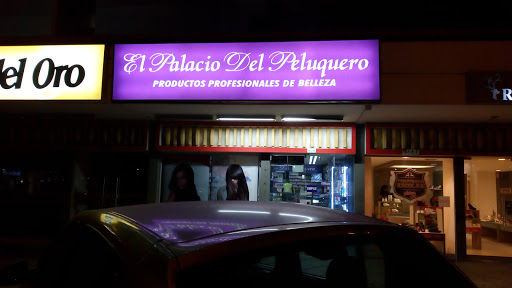 del Oro
El Palacio Del Peluquero
PRODUCTOS PROFESIONALES DE BELLEZA
R